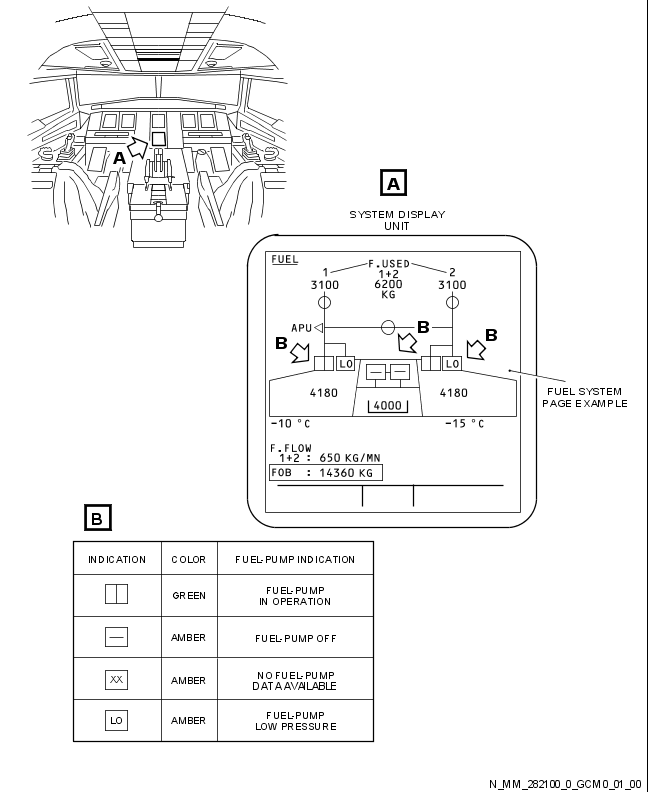 A
A
SYSTEM DISPLAY
UNIT
FUEL
1 F.USED 2
3100 1+2 3100
6200
KG
APU
B
B
B
LO
LO
4180
4180
4000
-10 °C
-15 °C
FUEL SYSTEM
PAGE EXAMPLE
F.FLOW
1+2 : 650 KG/MN
FOB : 14360 KG
B
INDICATION COLOR FUEL-PUMP INDICATION
GREEN FUEL-PUMP
IN OPERATION
AMBER FUEL-PUMP OFF
XX AMBER NO FUEL-PUMP
DATA AVAILABLE
LO AMBER FUEL-PUMP
LOW PRESSURE
N_MM_282100_0_GCM0_01_00